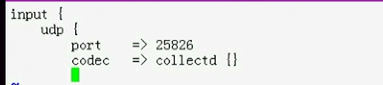 input {
    udp {
        port    => 25826
        codec   => collectd {}